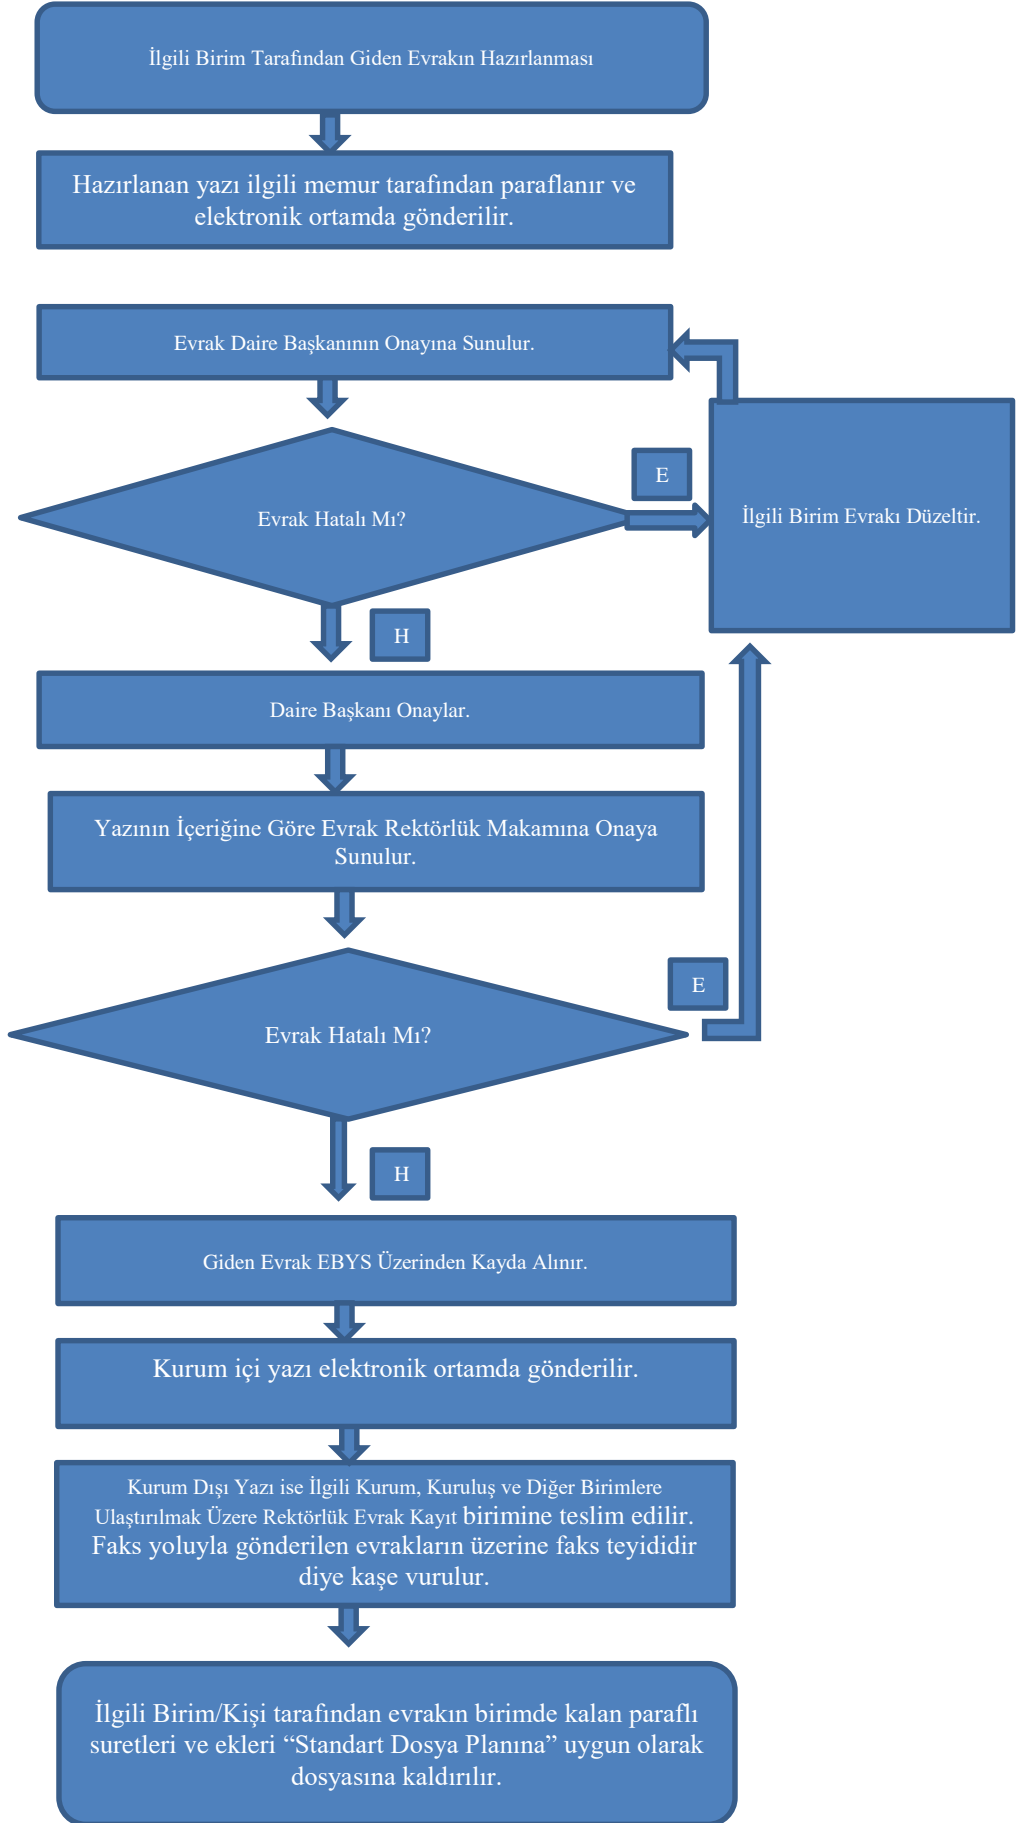 İlgili Birim Tarafından Giden Evrakın Hazırlanması
Hazırlanan yazı ilgili memur tarafından paraflanır ve
elektronik ortamda gönderilir.
Evrak Daire Başkanının Onayına Sunulur.
E
Evrak Hatalı Mı?
İlgili Birim Evrakı Düzeltir.
H
Daire Başkanı Onaylar.
Yazının İçeriğine Göre Evrak Rektörlük Makamına Onaya
Sunulur.
E
Evrak Hatalı Mı?
H
Giden Evrak EBYS Üzerinden Kayda Alınır.
Kurum içi yazı elektronik ortamda gönderilir.
Kurum Dışı Yazı ise İlgili Kurum, Kuruluş ve Diğer Birimlere
Ulaştırılmak Üzere Rektörlük Evrak Kayıt birimine teslim edilir.
Faks yoluyla gönderilen evrakların üzerine faks teyididir
diye kaşe vurulur.
İlgili Birim/Kişi tarafından evrakın birimde kalan paraflı
suretleri ve ekleri “Standart Dosya Planına” uygun olarak
dosyasına kaldırılır.